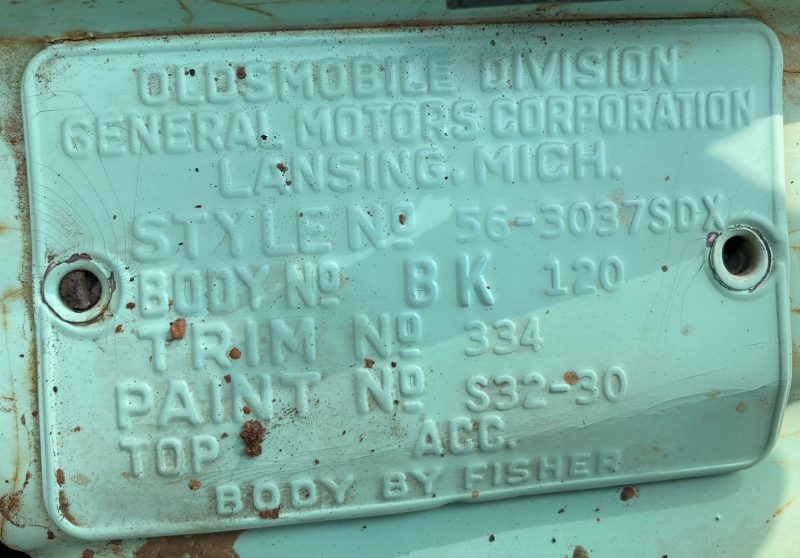 OLDSMOBILE DIVISION
GENERAL MOTORS CORPORATION
LANSING, MICH.
STYLE Nº 56-3037SDX
BODY Nº BK 120
TRIM Nº 334
PAINT Nº S32-30
TOP ACC.
BODY BY FISHER